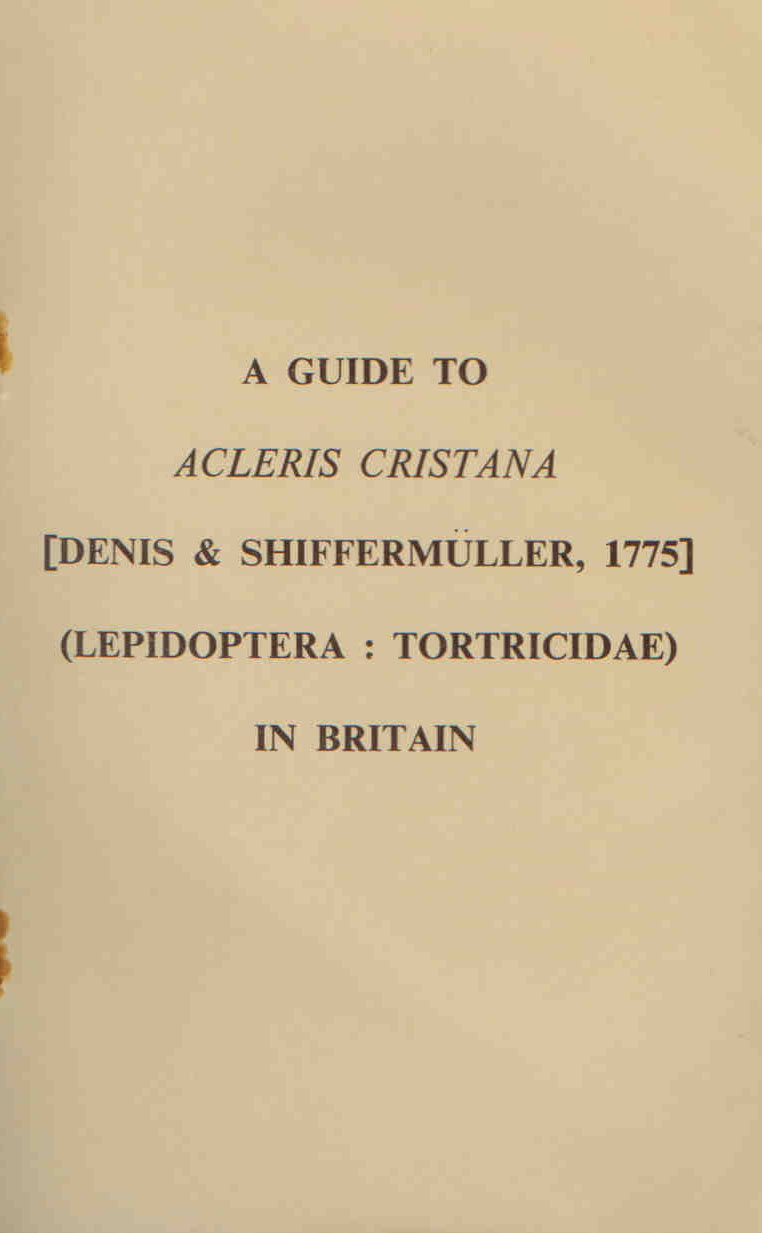 A GUIDE TO
ACLERIS CRISTANA
[DENIS & SHIFFERMÜLLER, 1775]
(LEPIDOPTERA : TORTRICIDAE)
IN BRITAIN